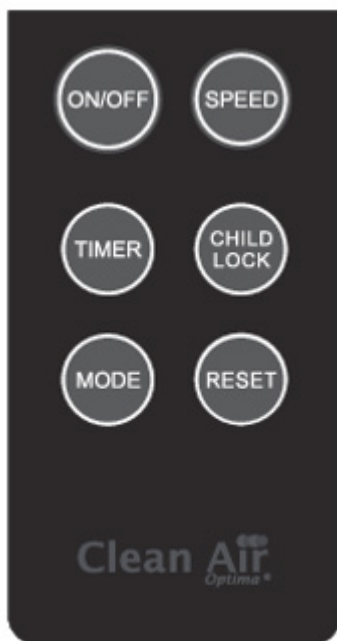 ON/OFF SPEED
TIMER CHILD LOCK
MODE RESET
Clean Air
Optima®